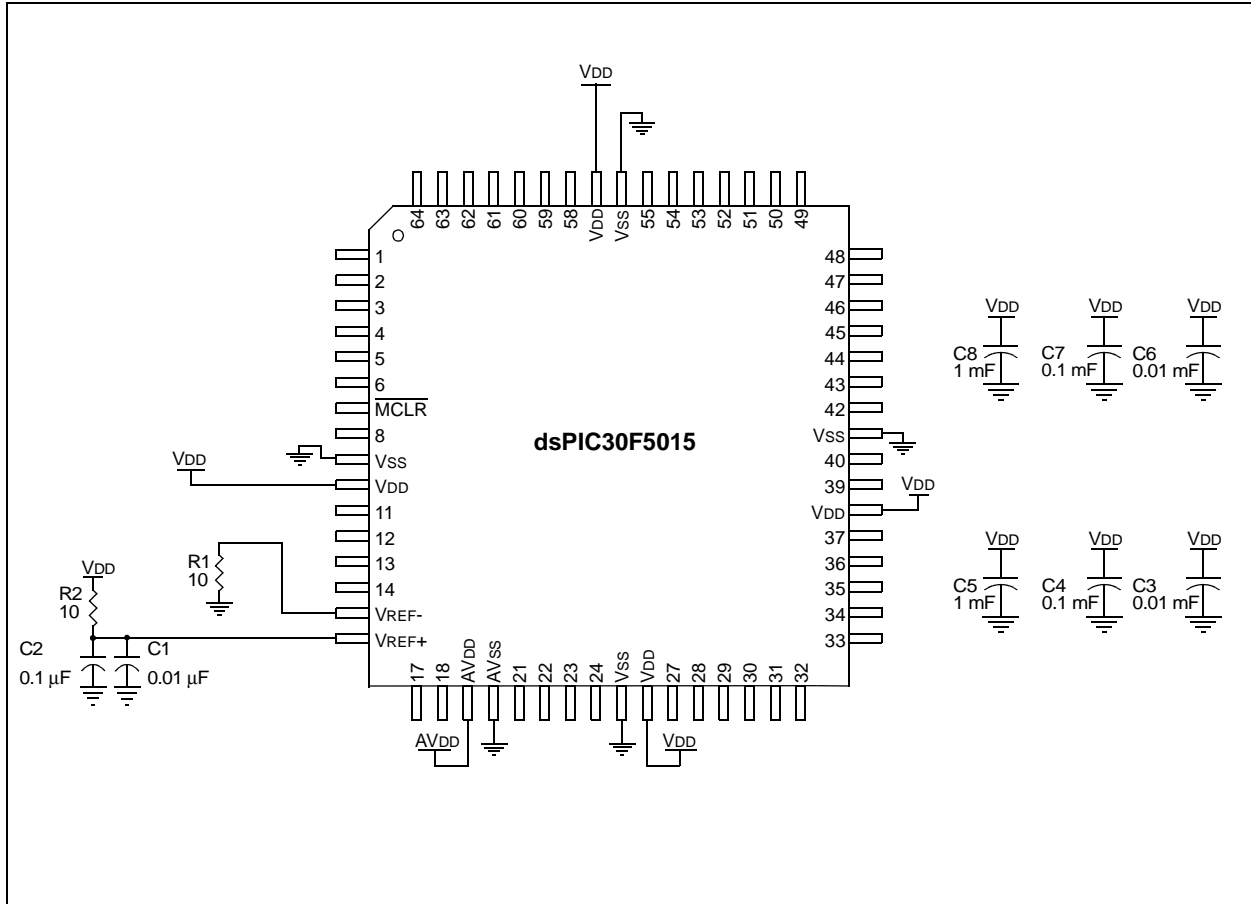 VDD
64 63 62 61 60 59 58 VDD VSS 55 54 53 52 51 50 49
1
2
3
4
5
6
MCLR
8
VSS
VDD
11
12
13
14
VREF-
VREF+
dsPIC30F5015
48
47
46
45
44
43
42
VSS
40
39
VDD
37
36
35
34
33
17 18 AVDD AVSS 21 22 23 24 VSS VDD 27 28 29 30 31 32
VDD
VDD
R2
10
R1
10
C2
0.1 μF
C1
0.01 μF
AVDD
VDD
VDD
VDD
C8
1 mF
VDD
C7
0.1 mF
VDD
C6
0.01 mF
VDD
C5
1 mF
VDD
C4
0.1 mF
VDD
C3
0.01 mF